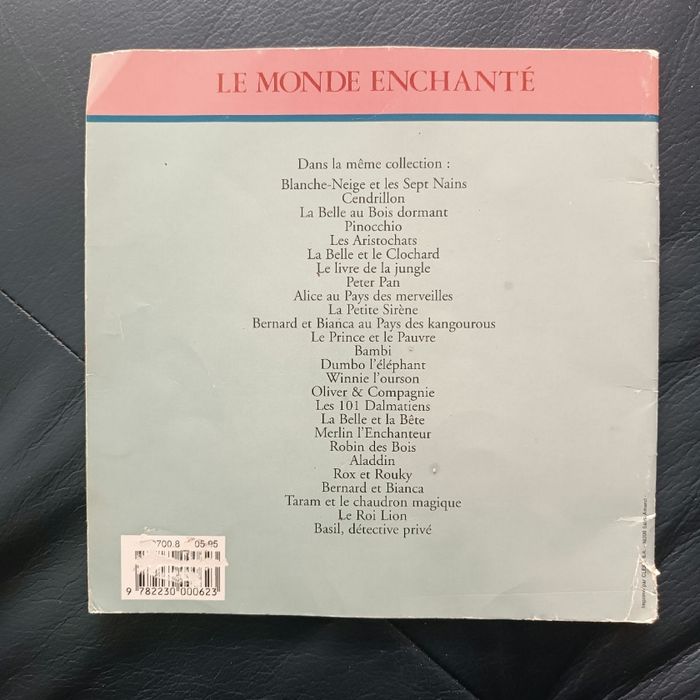 LE MONDE ENCHANTÉ
Dans la même collection :
Blanche-Neige et les Sept Nains
Cendrillon
La Belle au Bois dormant
Pinocchio
Les Aristochats
La Belle et le Clochard
Le livre de la jungle
Peter Pan
Alice au Pays des merveilles
La Petite Sirène
Bernard et Bianca au Pays des kangourous
Le Prince et le Pauvre
Bambi
Dumbo l'éléphant
Winnie l'ourson
Oliver & Compagnie
Les 101 Dalmatiens
La Belle et la Bête
Merlin l'Enchanteur
Robin des Bois
Aladdin
Rox et Rouky
Bernard et Bianca
Taram et le chaudron magique
Le Roi Lion
Basil, détective privé
700.8 05-95
9 782230 000623